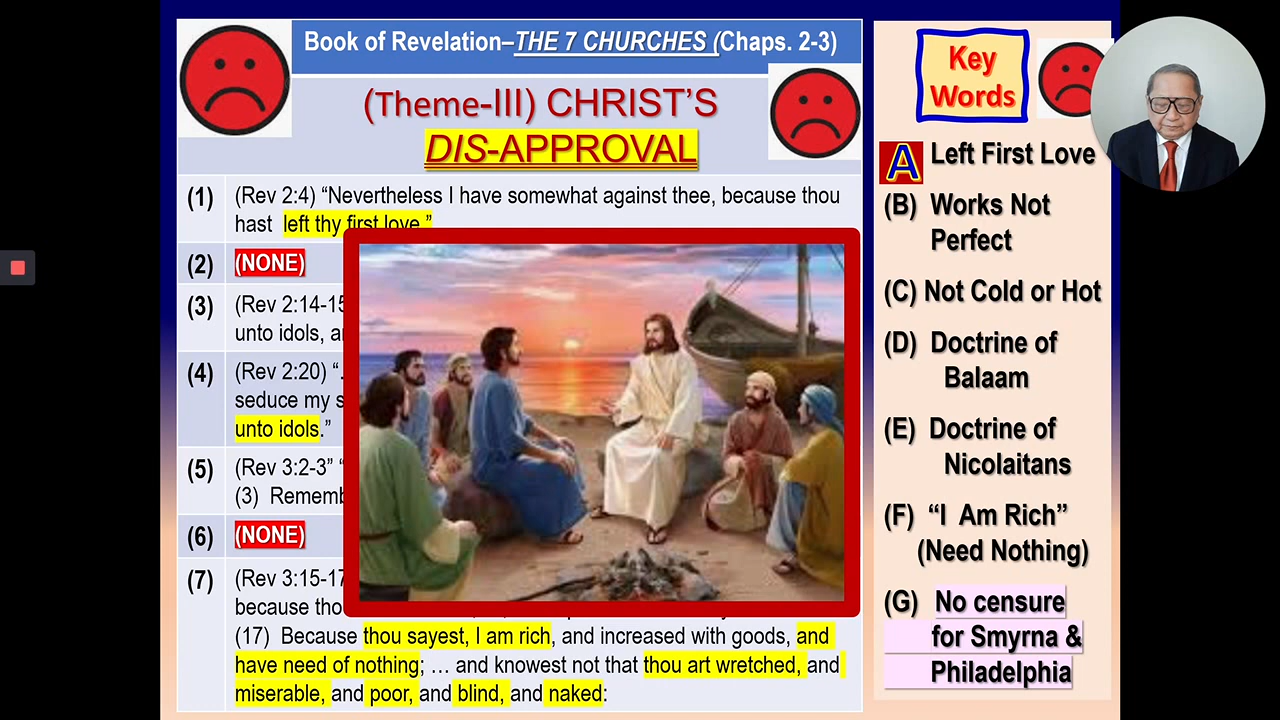 Book of Revelation–THE 7 CHURCHES (Chaps. 2-3)
(Theme-III) CHRIST’S
DIS-APPROVAL
(1) (Rev 2:4) “Nevertheless I have somewhat against thee, because thou
hast left thy first love.”
(2) (NONE)
(3) (Rev 2:14-15
unto idols,
(4) (Rev 2:20) “
seduce my
unto idols.”
(5) (Rev 3:2-3” “
(3) Rememb
(6) (NONE)
(7) (Rev 3:15-17
because tho
(17) Because thou sayest, I am rich, and increased with goods, and
have need of nothing; … and knowest not that thou art wretched, and
miserable, and poor, and blind, and naked:
Key
Words
A Left First Love
(B) Works Not
Perfect
(C) Not Cold or Hot
(D) Doctrine of
Balaam
(E) Doctrine of
Nicolaitans
(F) “I Am Rich”
(Need Nothing)
(G) No censure
for Smyrna &
Philadelphia